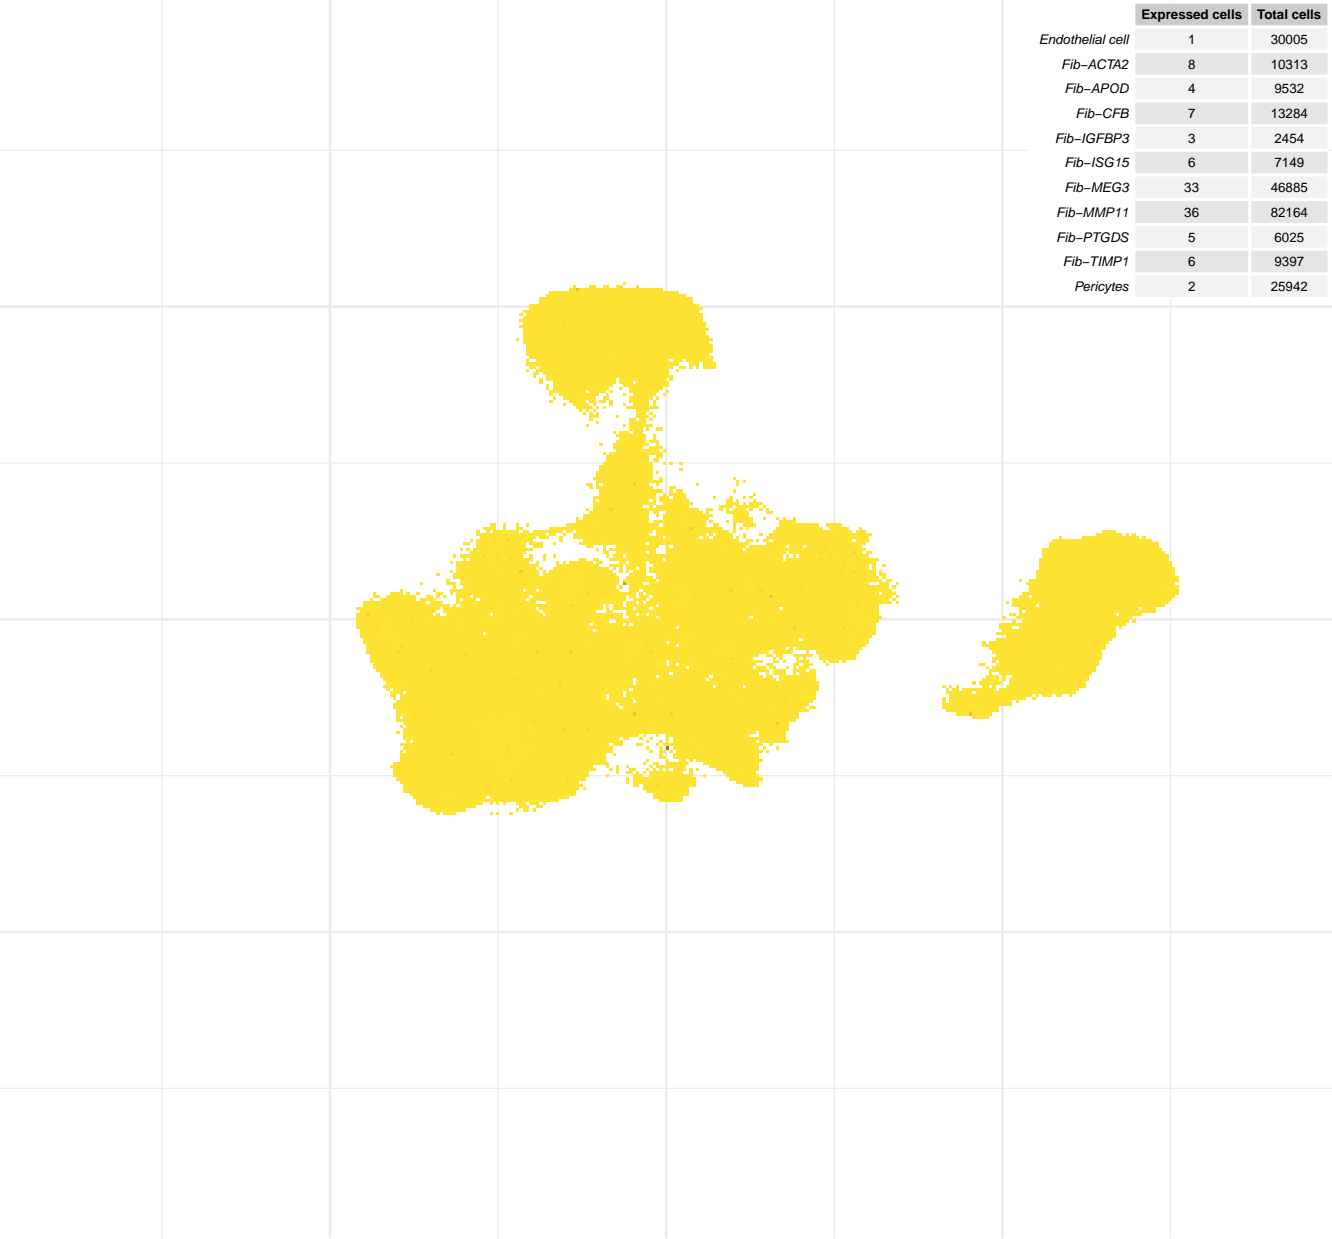 Expressed cells Total cells
Endothelial cell 1 30005
Fib−ACTA2 8 10313
Fib−APOD 4 9532
Fib−CFB 7 13284
Fib−IGFBP3 3 2454
Fib−ISG15 6 7149
Fib−MEG3 33 46885
Fib−MMP11 36 82164
Fib−PTGDS 5 6025
Fib−TIMP1 6 9397
Pericytes 2 25942